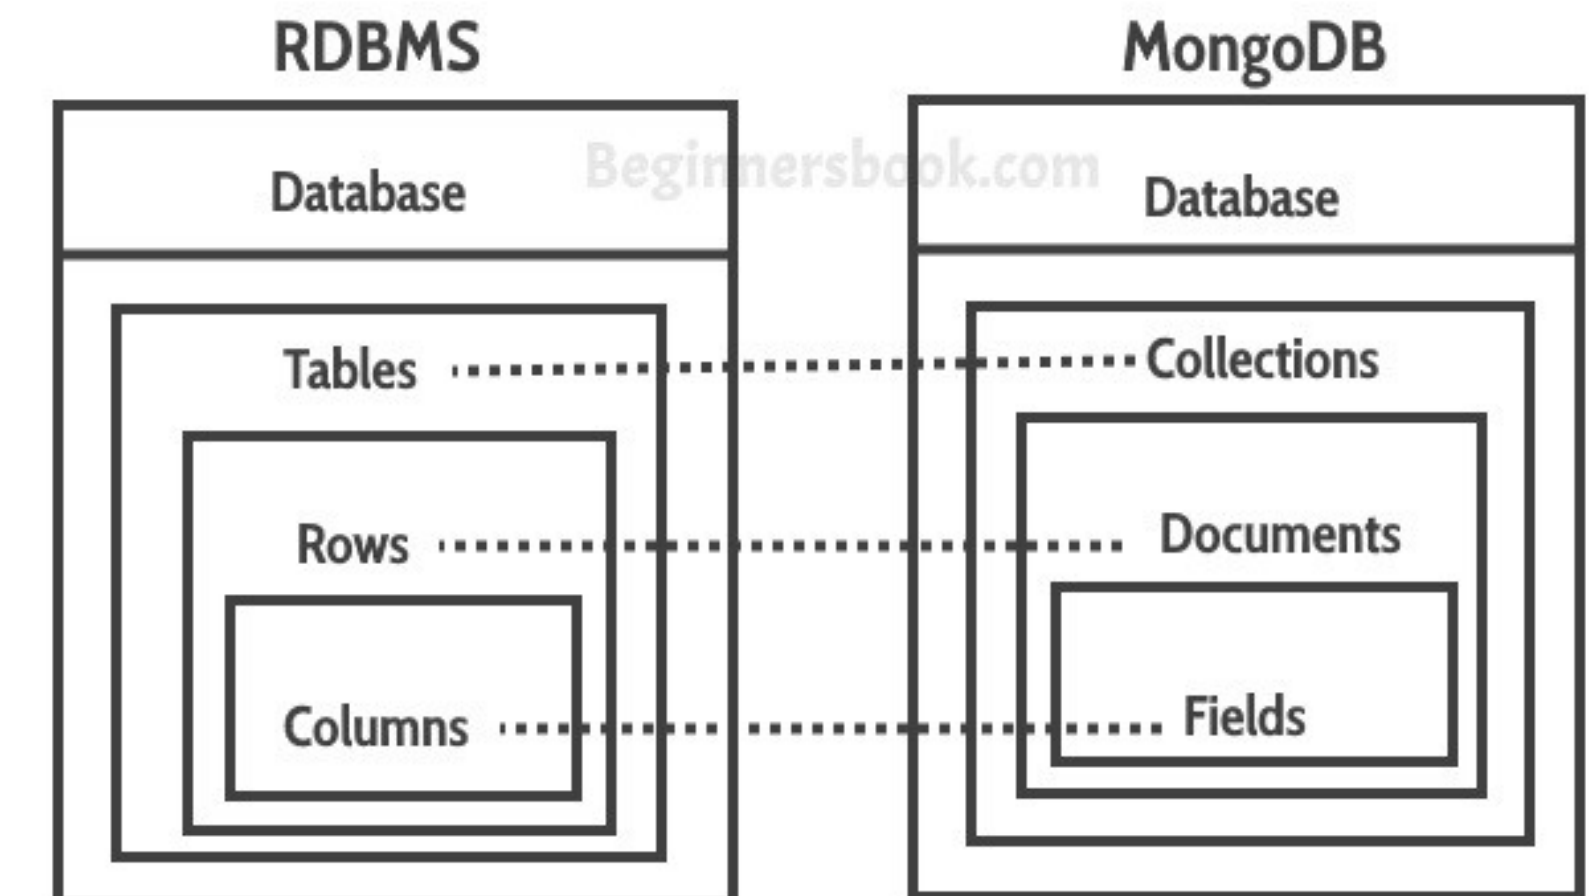 RDBMS
MongoDB
Beginnersbook.com
Database
Database
Tables
Collections
Rows
Documents
Columns
Fields